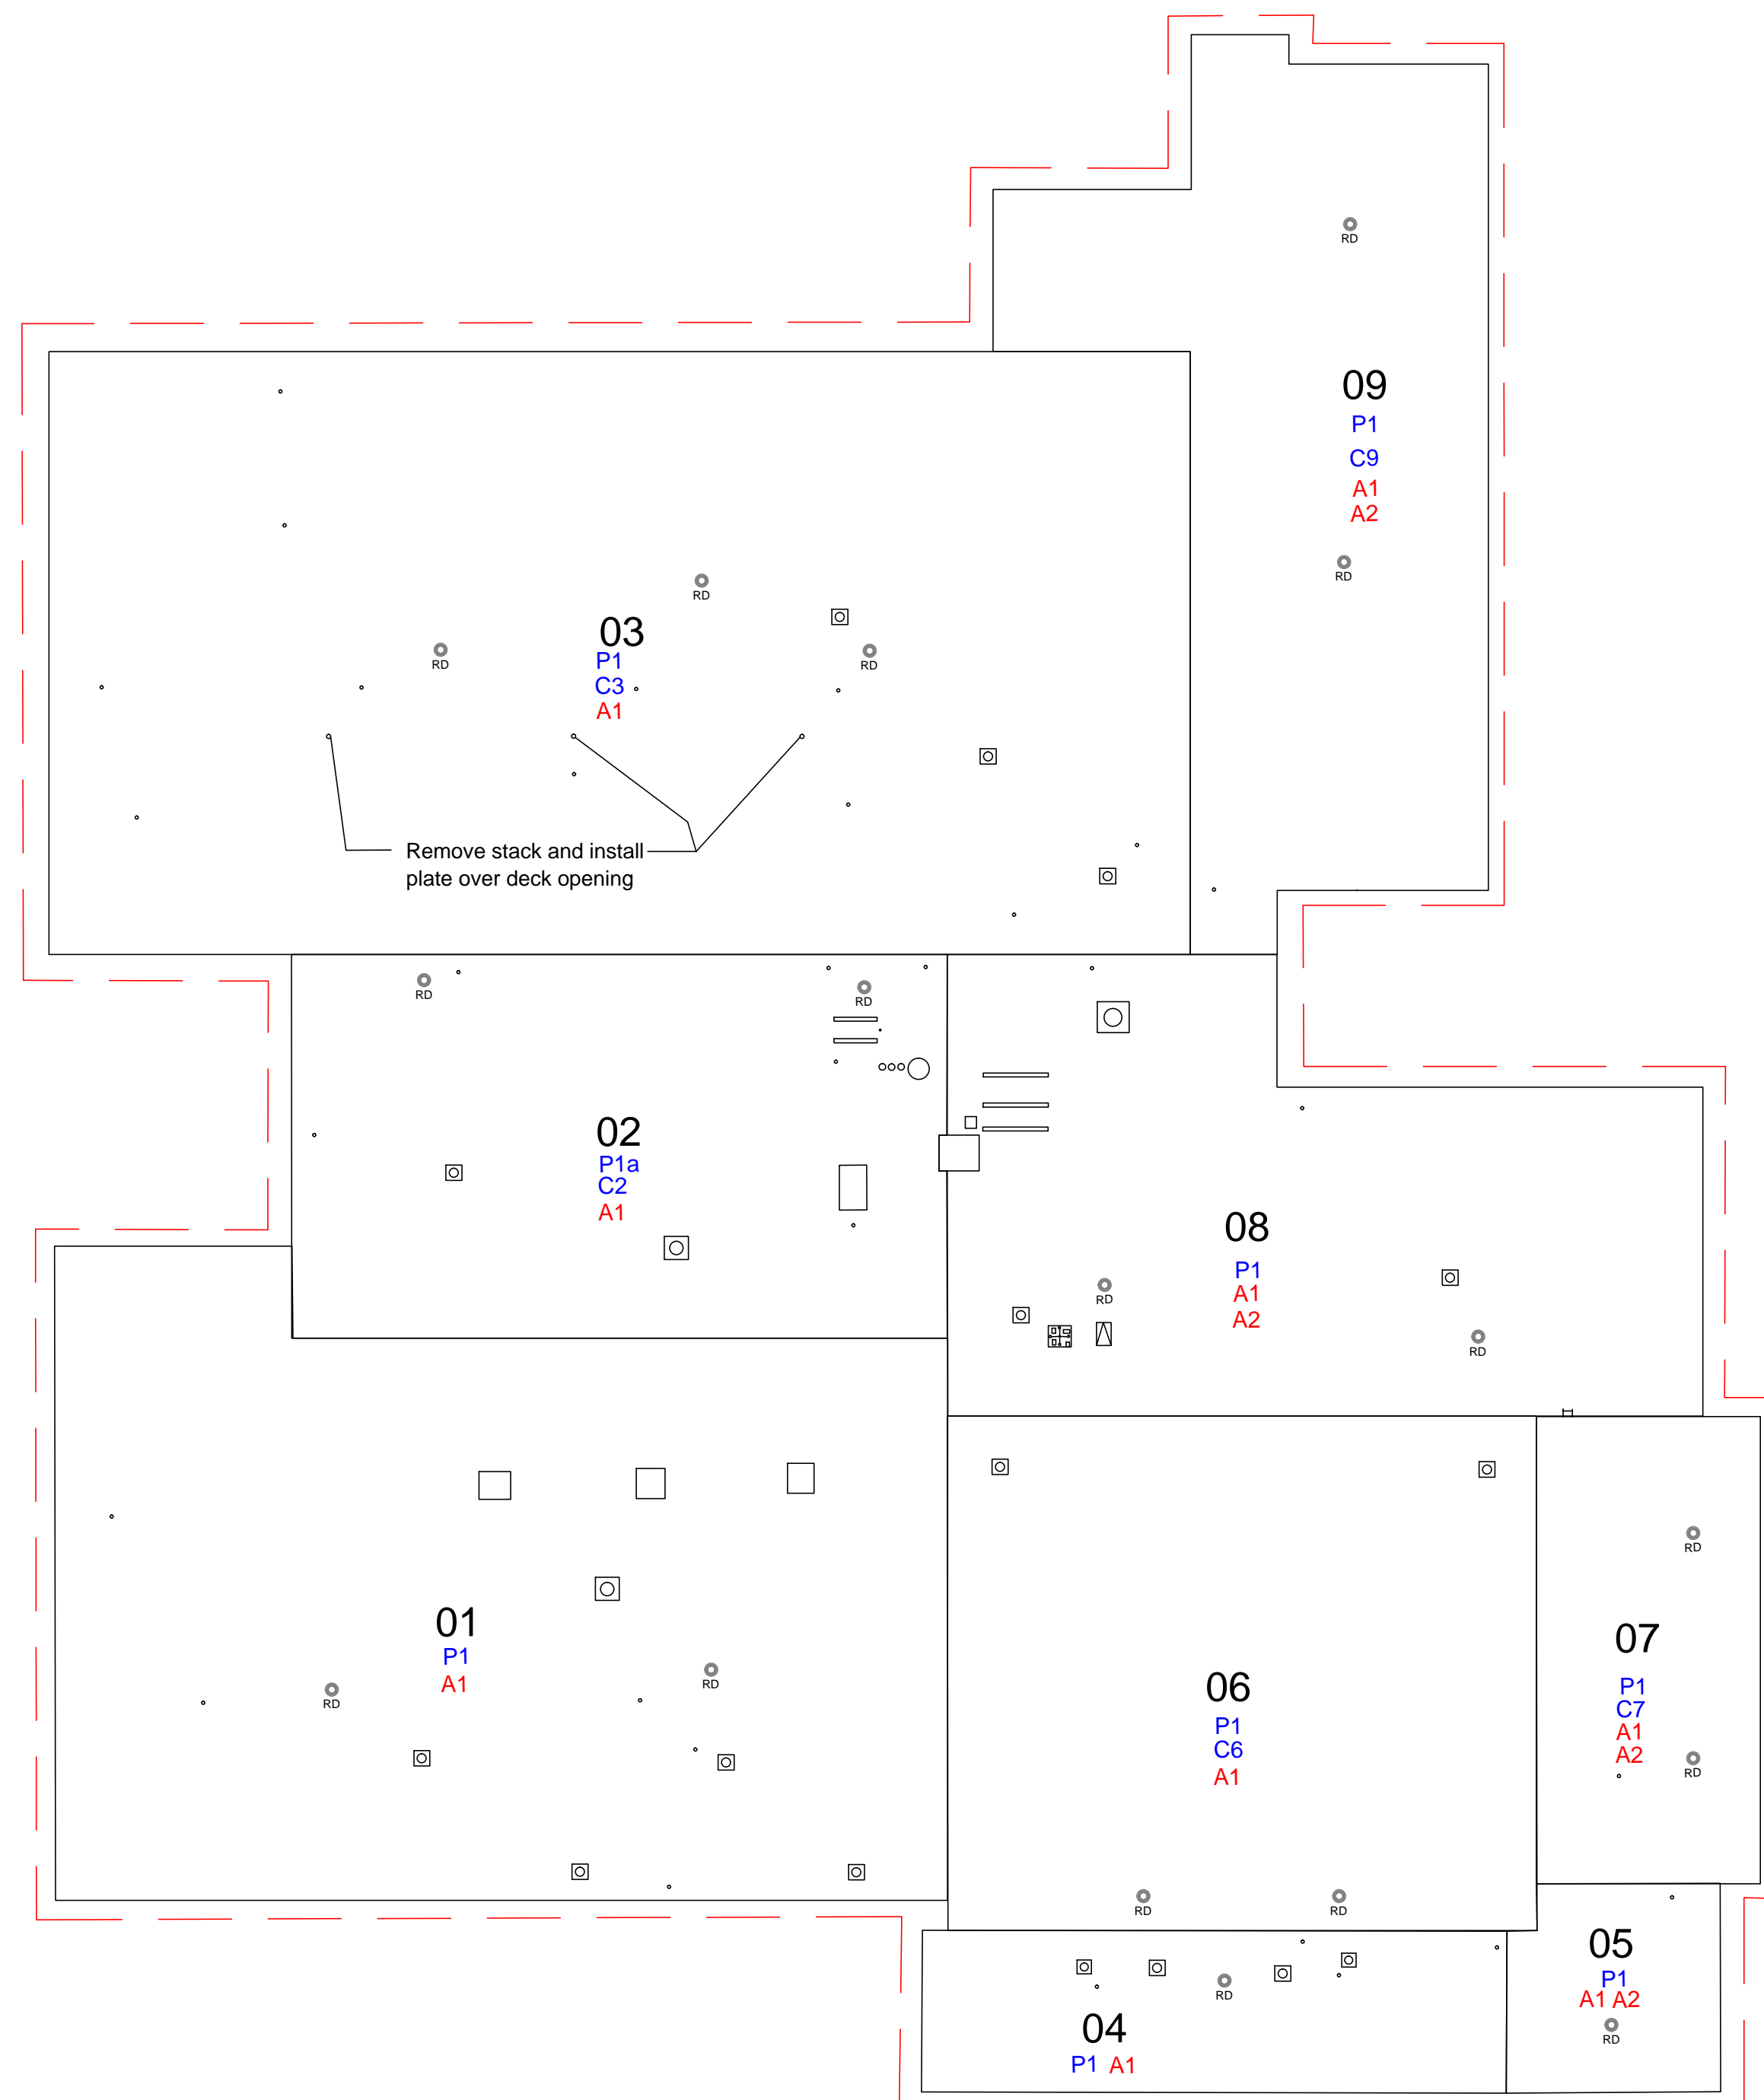 RD
09
P1
C9
A1
A2
RD
RD
03
RD
RD
P1
C3
A1
Remove stack and install
plate over deck opening
RD
RD
02
P1a
C2
A1
08
P1
A1
A2
RD
RD
RD
01
P1
A1
RD
RD
07
P1
C7
A1
A2
RD
06
P1
C6
A1
RD
RD
05
P1
A1 A2
RD
RD
04
P1 A1